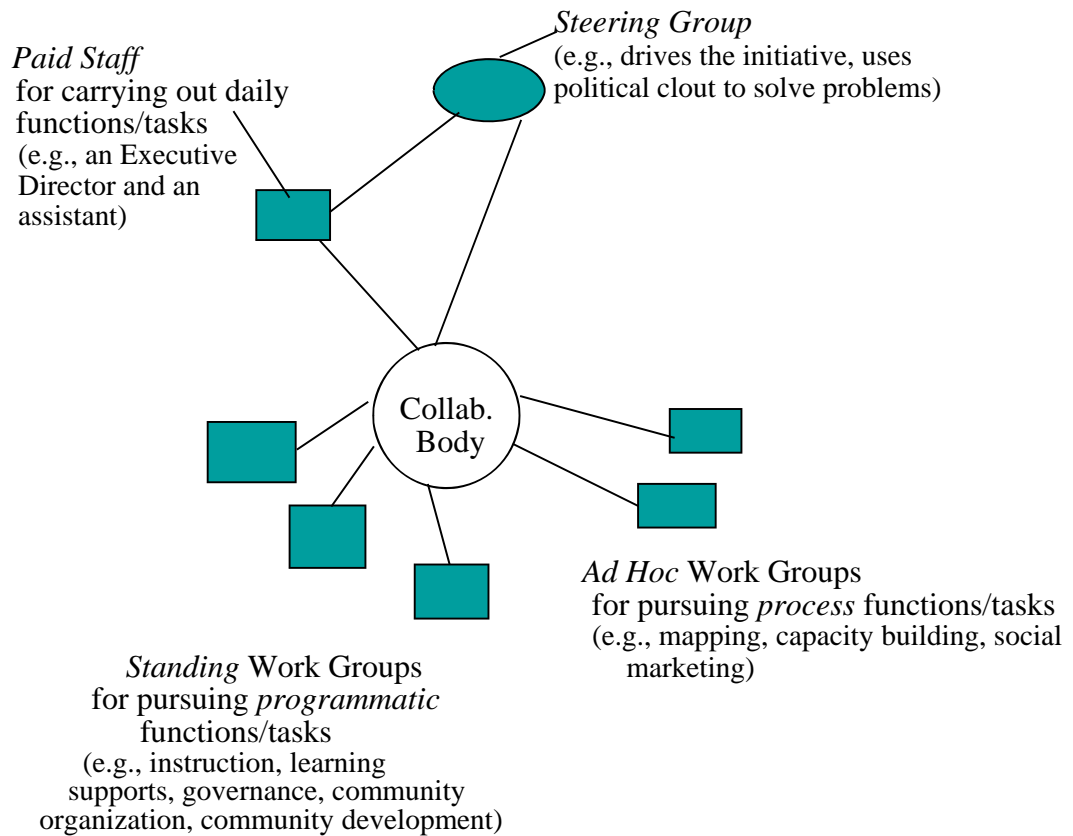 Steering Group
(e.g., drives the initiative, uses
political clout to solve problems)
Paid Staff
for carrying out daily
functions/tasks
(e.g., an Executive
Director and an
assistant)
Collab.
Body
Ad Hoc Work Groups
for pursuing process functions/tasks
(e.g., mapping, capacity building, social
marketing)
Standing Work Groups
for pursuing programmatic
functions/tasks
(e.g., instruction, learning
supports, governance, community
organization, community development)